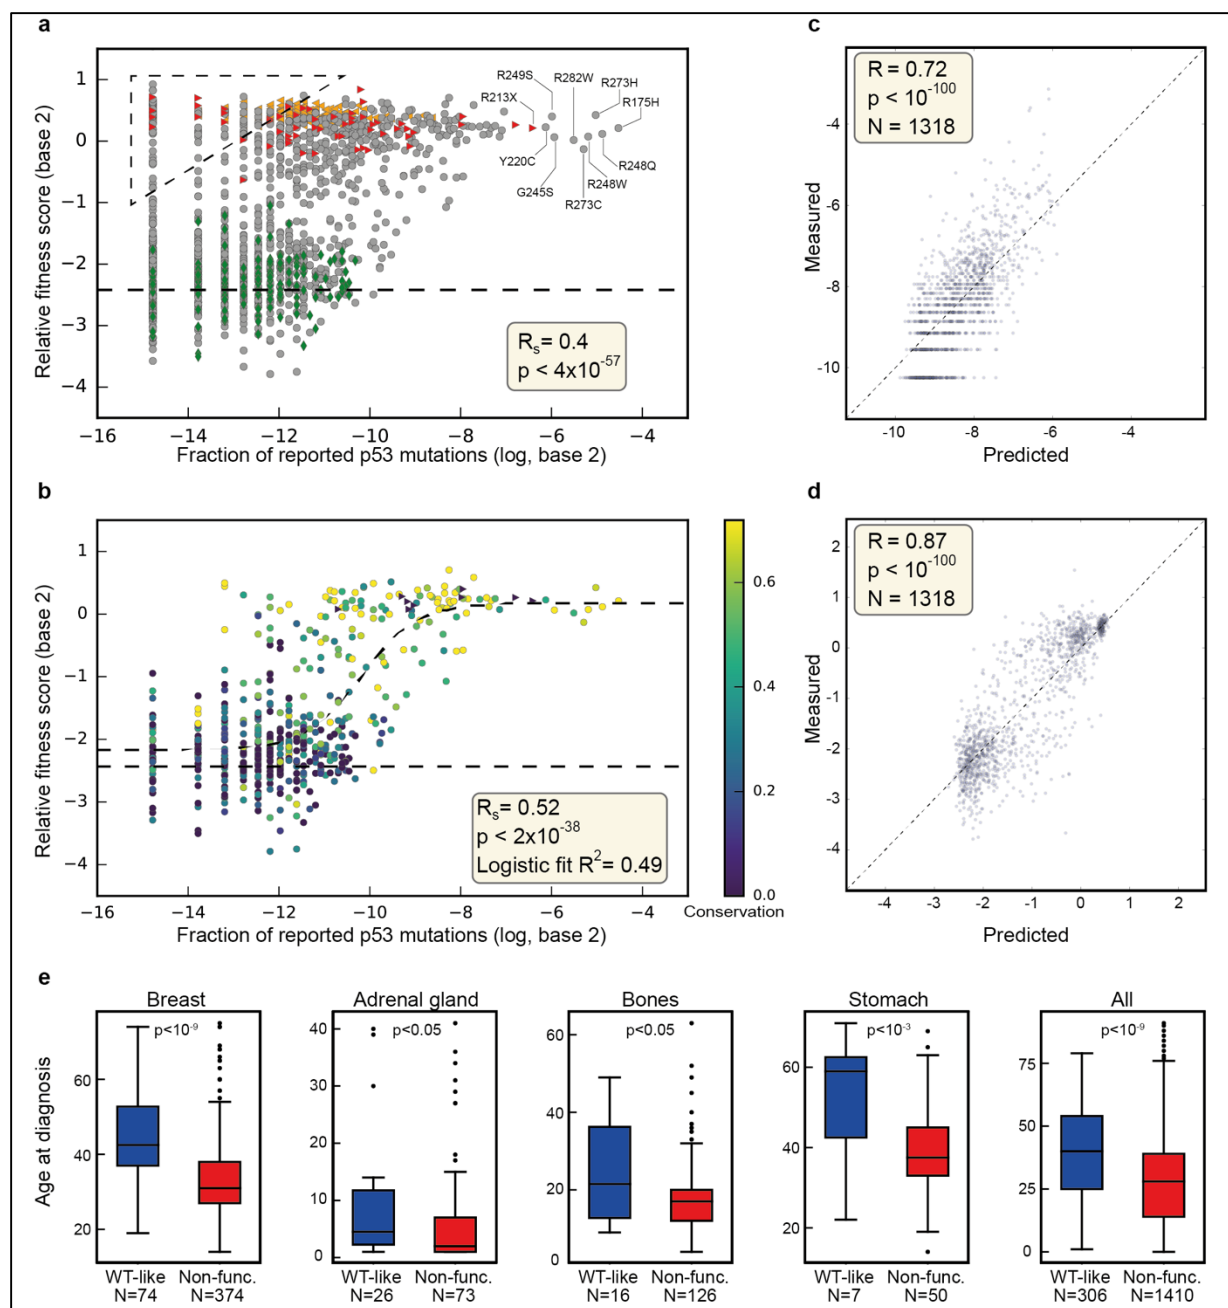 a
Relative fitness score (base 2)
1
0
−1
−2
−3
−4
R249S
R282W
R273H
R213X
R175H
Y220C
R248Q
G245S
R248W
R273C
Rs= 0.4
p < 4x10-57
−16 −14 −12 −10 −8 −6 −4
Fraction of reported p53 mutations (log, base 2)
c
R = 0.72
p < 10-100
N = 1318
Measured
-4
-6
-8
-10
-10 -8 -6 -4
Predicted
b
Relative fitness score (base 2)
1
0
−1
−2
−3
−4
Rs= 0.52
p < 2x10-38
Logistic fit R2= 0.49
−16 −14 −12 −10 −8 −6 −4
Fraction of reported p53 mutations (log, base 2)
0.6
0.4
0.2
0.0
Conservation
d
R = 0.87
p < 10-100
N = 1318
Measured
2
1
0
-1
-2
-3
-4
-4 -3 -2 -1 0 1 2
Predicted
e
Age at diagnosis
Breast
p<10-9
60
40
20
WT-like Non-func.
N=74 N=374
Adrenal gland
p<0.05
40
30
20
10
0
WT-like Non-func.
N=26 N=73
Bones
p<0.05
60
40
20
0
WT-like Non-func.
N=16 N=126
Stomach
p<10-3
60
40
20
WT-like Non-func.
N=7 N=50
All
p<10-9
75
50
25
0
WT-like Non-func.
N=306 N=1410